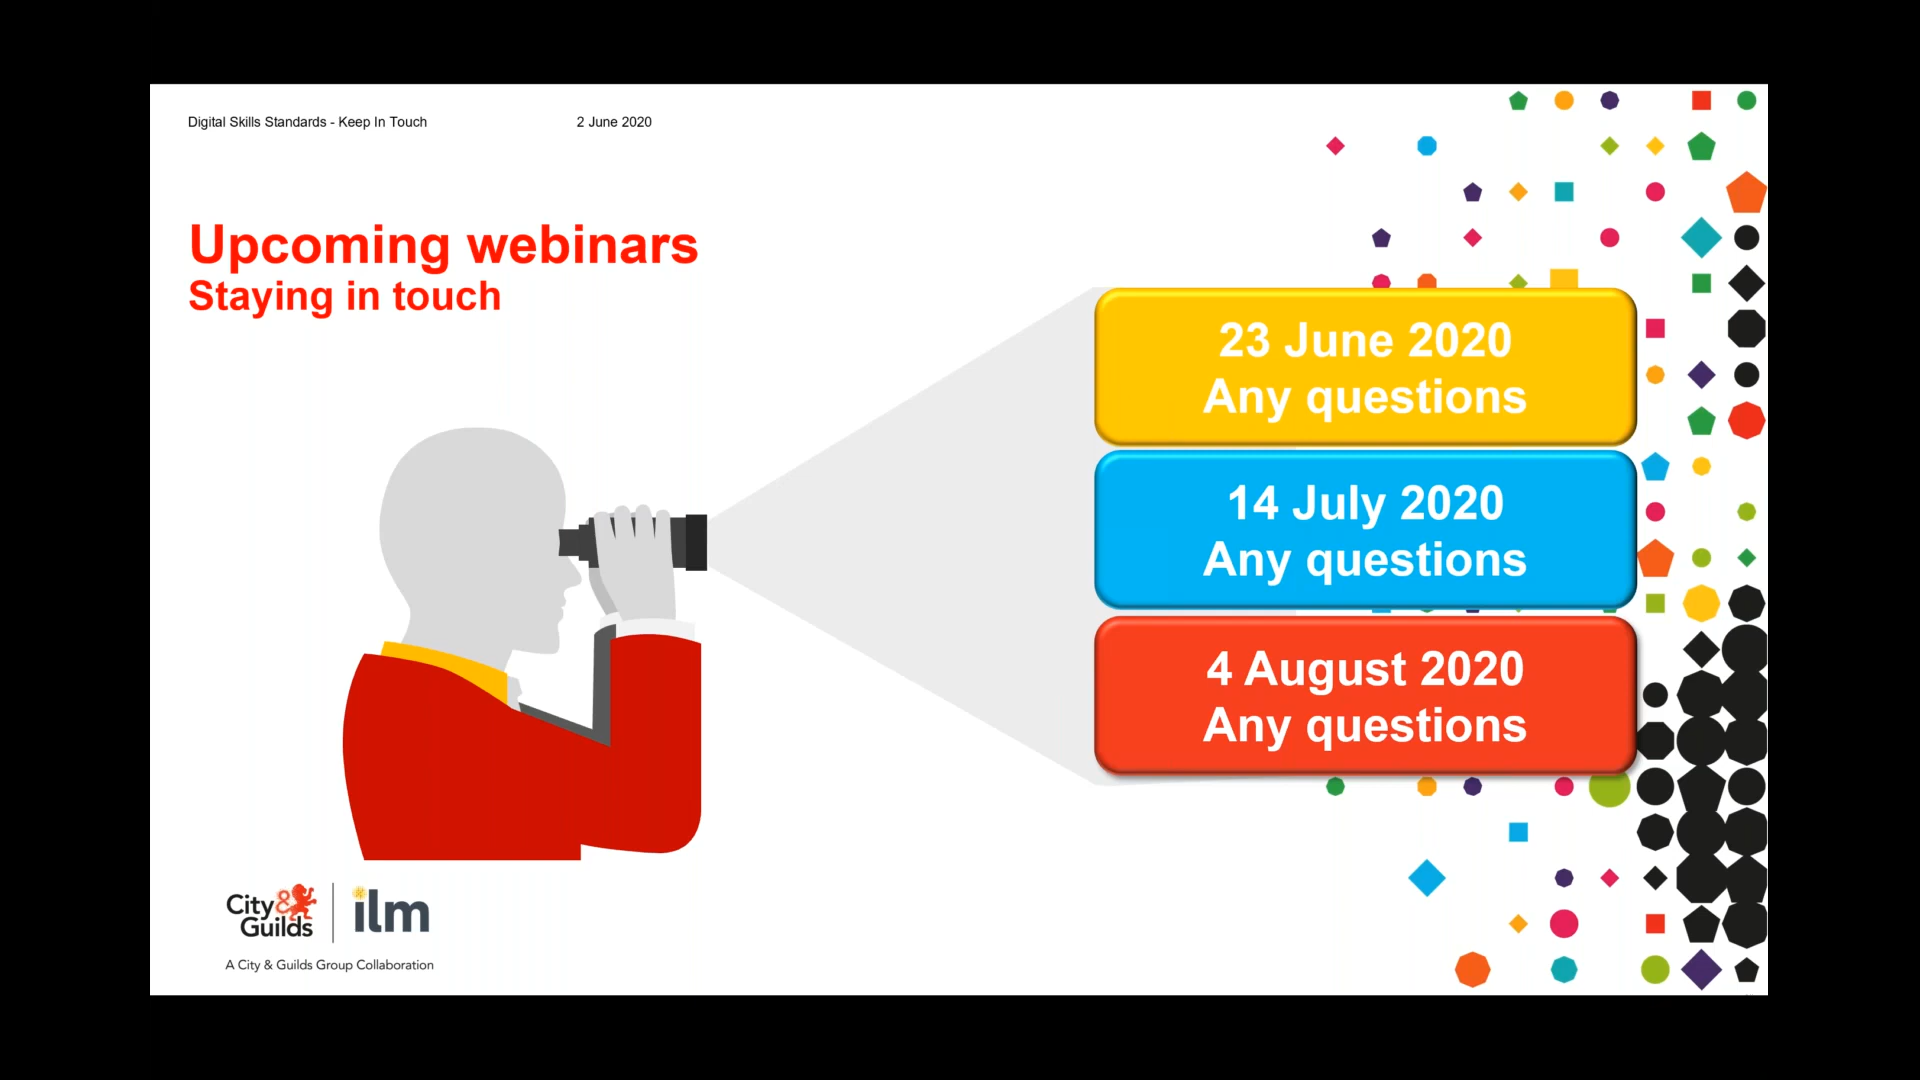 Digital Skills Standards - Keep In Touch 2 June 2020
Upcoming webinars
Staying in touch
23 June 2020
Any questions
14 July 2020
Any questions
4 August 2020
Any questions
City &
Guilds
ilm
A City & Guilds Group Collaboration